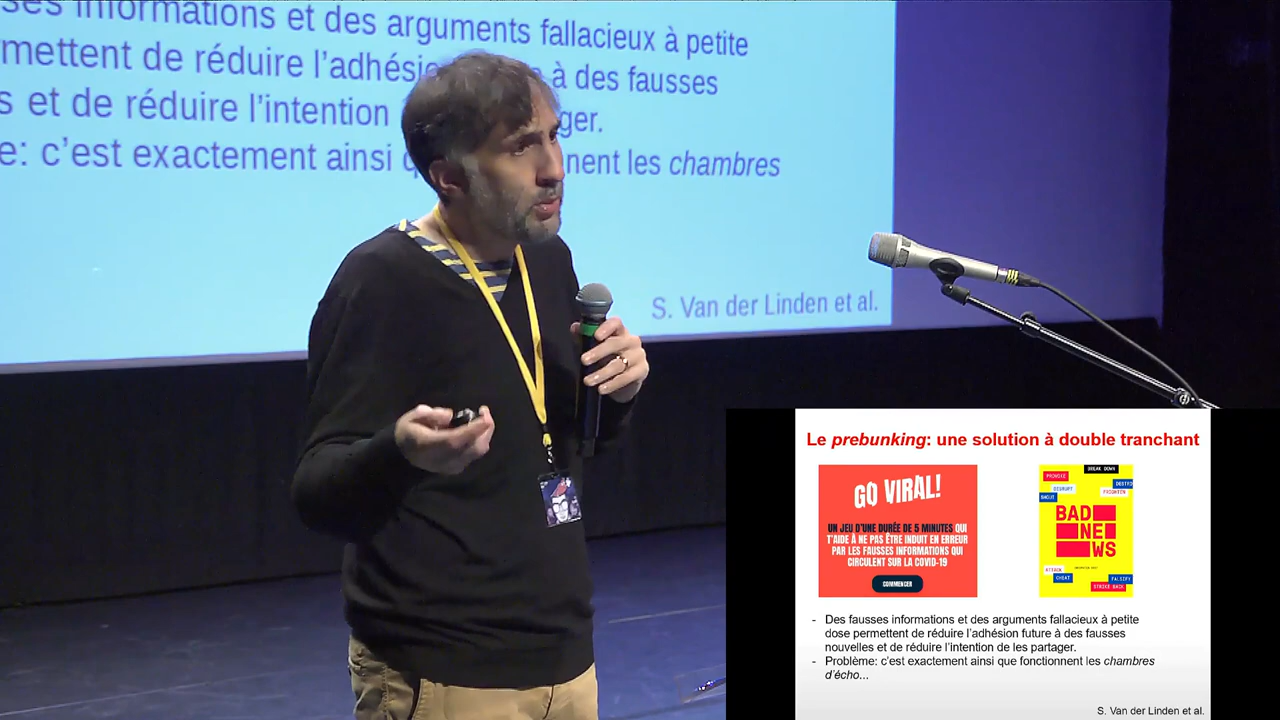 ses informations et des arguments fallacieux à petite
mettent de réduire l'adhési à des fausses
s et de réduire l'intention ger.
e: c'est exactement ainsi nent les chambres
S. Van der Linden et al.
Le prebunking: une solution à double tranchant
GO VIRAL!
UN JEU D'UNE DURÉE DE 5 MINUTES QUI
T'AIDE À NE PAS ÊTRE INDUIT EN ERREUR
PAR LES FAUSSES INFORMATIONS QUI
CIRCULENT SUR LA COVID-19
COMMENCER
BREAK DOWN
PROVOKE
DISRUPT
FRIGHTEN
BAD
NE
WS
ATTACK
CHEAT
FALSIFY
STRIKE BACK
- Des fausses informations et des arguments fallacieux à petite
dose permettent de réduire l'adhésion future à des fausses
nouvelles et de réduire l'intention de les partager.
- Problème: c'est exactement ainsi que fonctionnent les chambres
d'écho...
S. Van der Linden et al.